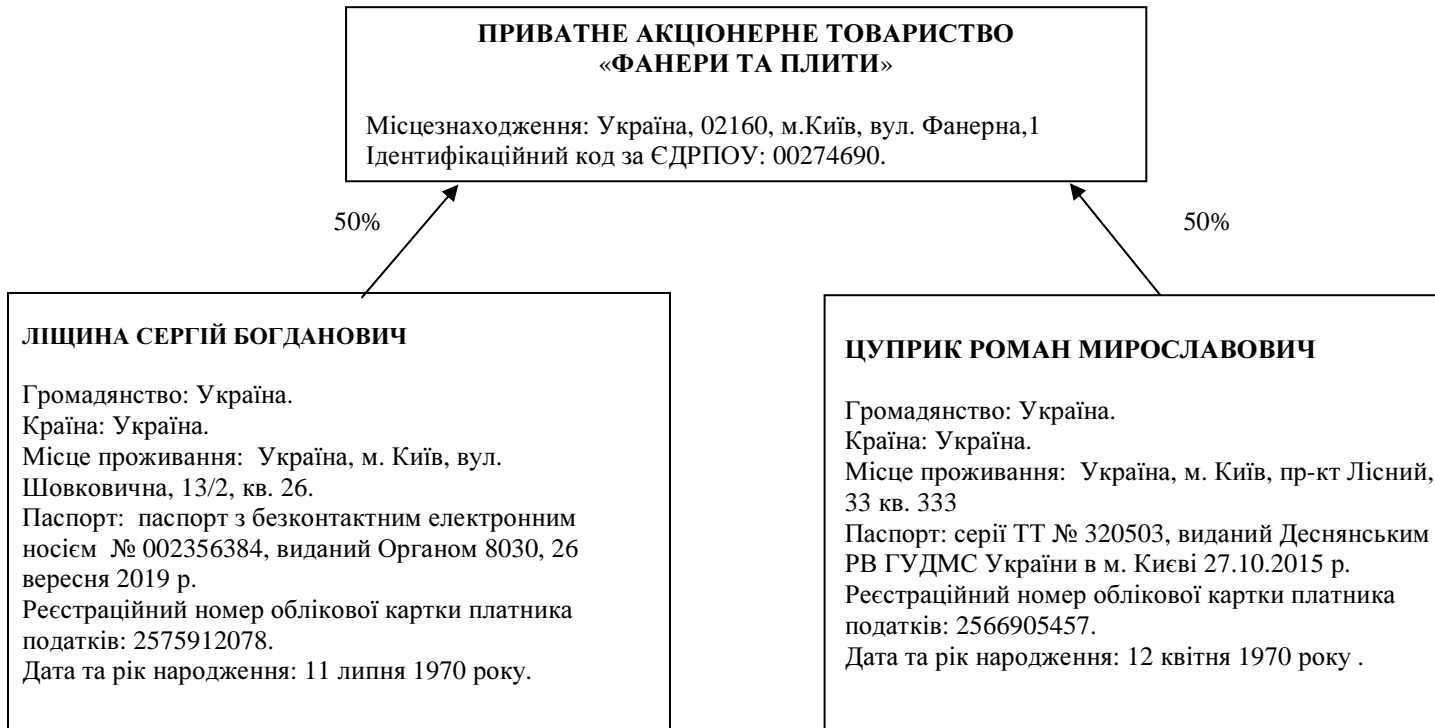 ПРИВАТНЕ АКЦІОНЕРНЕ ТОВАРИСТВО
«ФАНЕРИ ТА ПЛИТИ»
Місцезнаходження: Україна, 02160, м.Київ, вул. Фанерна,1
Ідентифікаційний код за ЄДРПОУ: 00274690.
50%
50%
ЛІЩИНА СЕРГІЙ БОГДАНОВИЧ
Громадянство: Україна.
Країна: Україна.
Місце проживання: Україна, м. Київ, вул.
Шовковична, 13/2, кв. 26.
Паспорт: паспорт з безконтактним електронним
носієм № 002356384, виданий Органом 8030, 26
вересня 2019 р.
Реєстраційний номер облікової картки платника
податків: 2575912078.
Дата та рік народження: 11 липня 1970 року.
ЦУПРИК РОМАН МИРОСЛАВОВИЧ
Громадянство: Україна.
Країна: Україна.
Місце проживання: Україна, м. Київ, пр-кт Лісний,
33 кв. 333
Паспорт: серії ТТ № 320503, виданий Деснянським
РВ ГУДМС України в м. Києві 27.10.2015 р.
Реєстраційний номер облікової картки платника
податків: 2566905457.
Дата та рік народження: 12 квітня 1970 року .